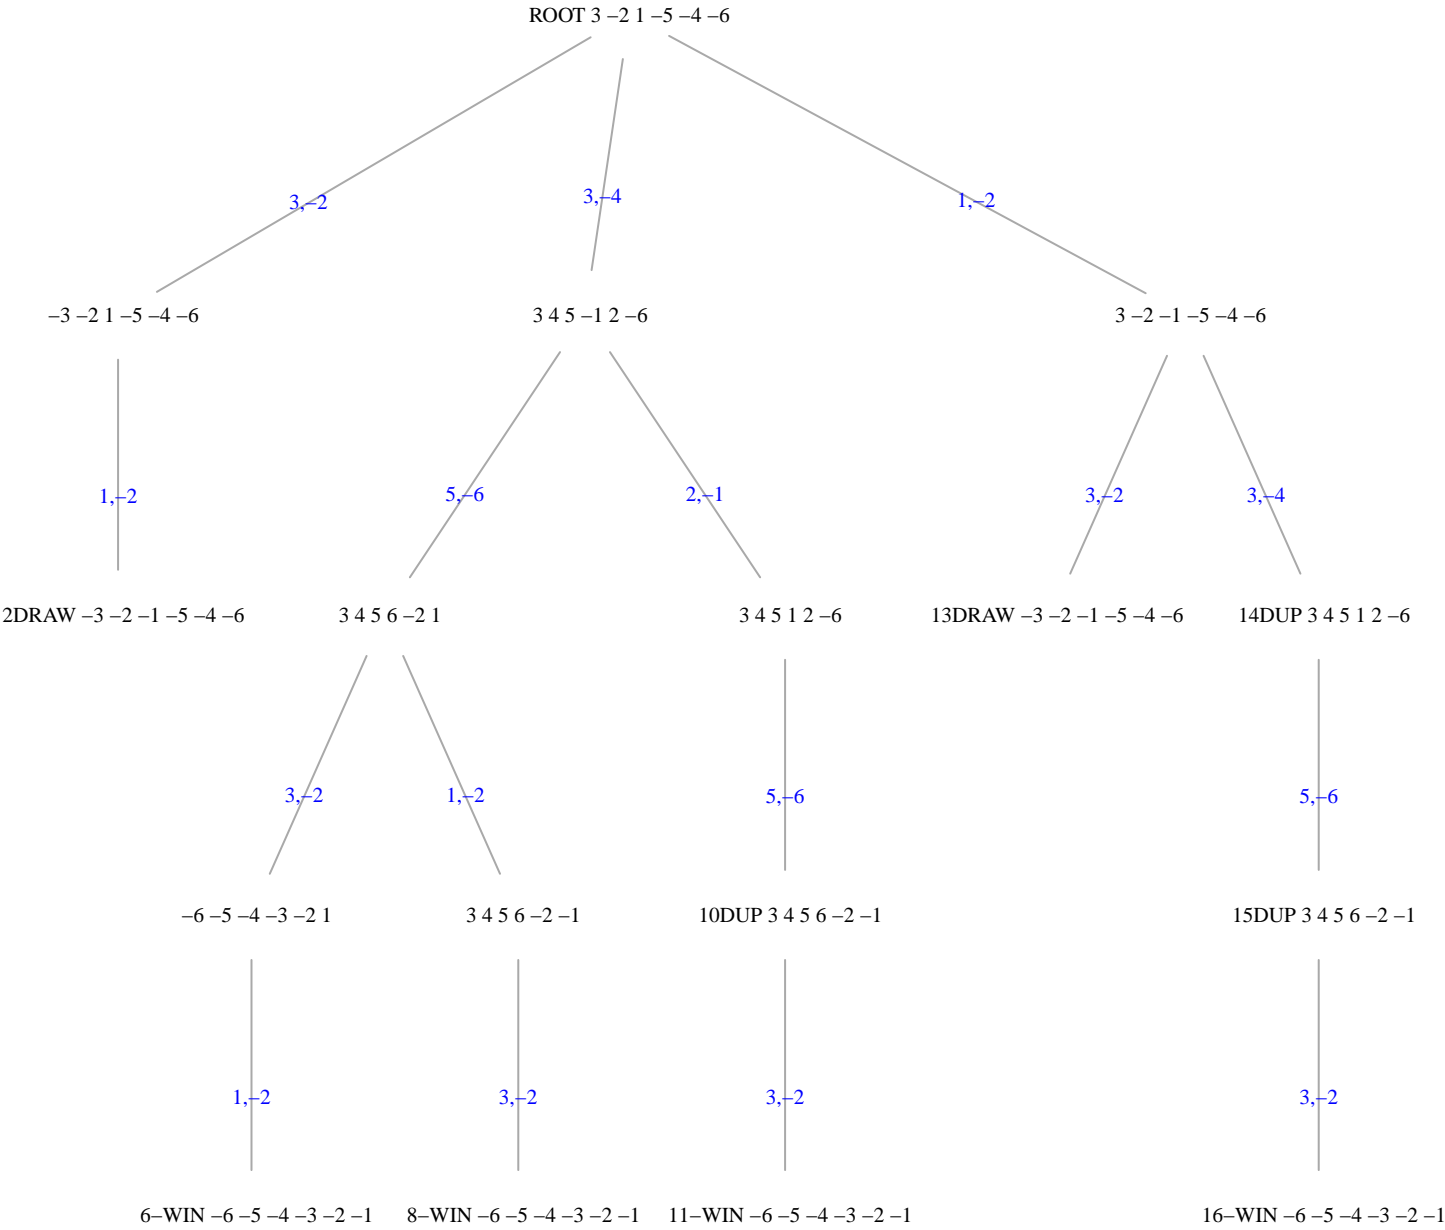 ROOT 3 –2 1 –5 –4 –6
3,–2
3,–4
1,–2
–3 –2 1 –5 –4 –6
3 4 5 –1 2 –6
3 –2 –1 –5 –4 –6
1,–2
5,–6
2,–1
3,–2
3,–4
2DRAW –3 –2 –1 –5 –4 –6
3 4 5 6 –2 1
3 4 5 1 2 –6
13DRAW –3 –2 –1 –5 –4 –6
14DUP 3 4 5 1 2 –6
3,–2
1,–2
5,–6
5,–6
–6 –5 –4 –3 –2 1
3 4 5 6 –2 –1
10DUP 3 4 5 6 –2 –1
15DUP 3 4 5 6 –2 –1
1,–2
3,–2
3,–2
3,–2
6–WIN –6 –5 –4 –3 –2 –1
8–WIN –6 –5 –4 –3 –2 –1
11–WIN –6 –5 –4 –3 –2 –1
16–WIN –6 –5 –4 –3 –2 –1